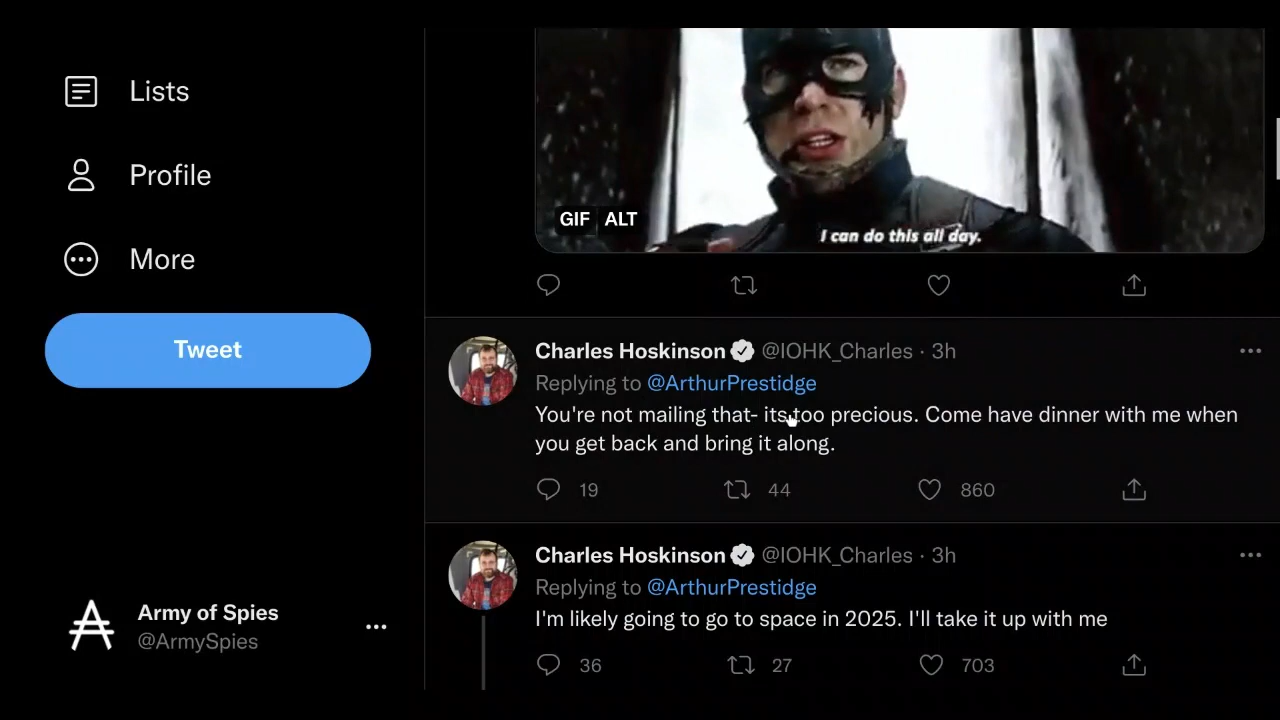 Lists
Profile
More
Tweet
Army of Spies
@ArmySpies
GIF ALT
I can do this all day.
Charles Hoskinson @IOHK_Charles · 3h
Replying to @ArthurPrestidge
You're not mailing that- its too precious. Come have dinner with me when
you get back and bring it along.
19 44 860
Charles Hoskinson @IOHK_Charles · 3h
Replying to @ArthurPrestidge
I'm likely going to go to space in 2025. I'll take it up with me
36 27 703